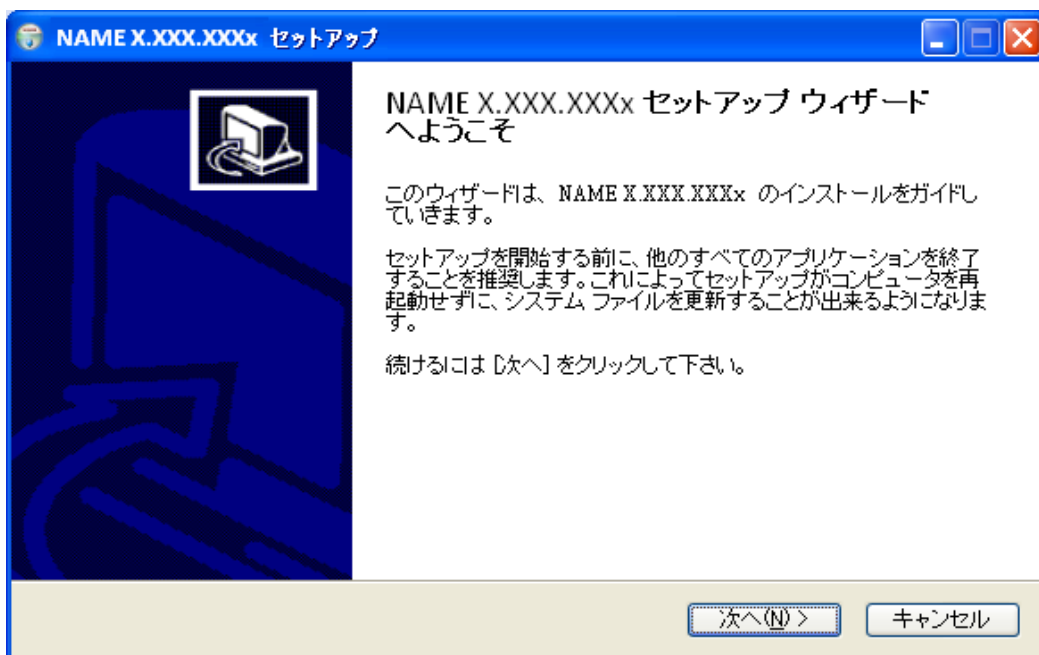 NAME X.XXX.XXXx セットアップ
NAME X.XXX.XXXx セットアップ ウィザード
へようこそ
このウィザードは、NAME X.XXX.XXXx のインストールをガイドし
ていきます。
セットアップを開始する前に、他のすべてのアプリケーションを終了
することを推奨します。これによってセットアップがコンピュータを再
起動せずに、システム ファイルを更新することが出来るようになりま
す。
続けるには [次へ] をクリックして下さい。
次へ(N) >
キャンセル